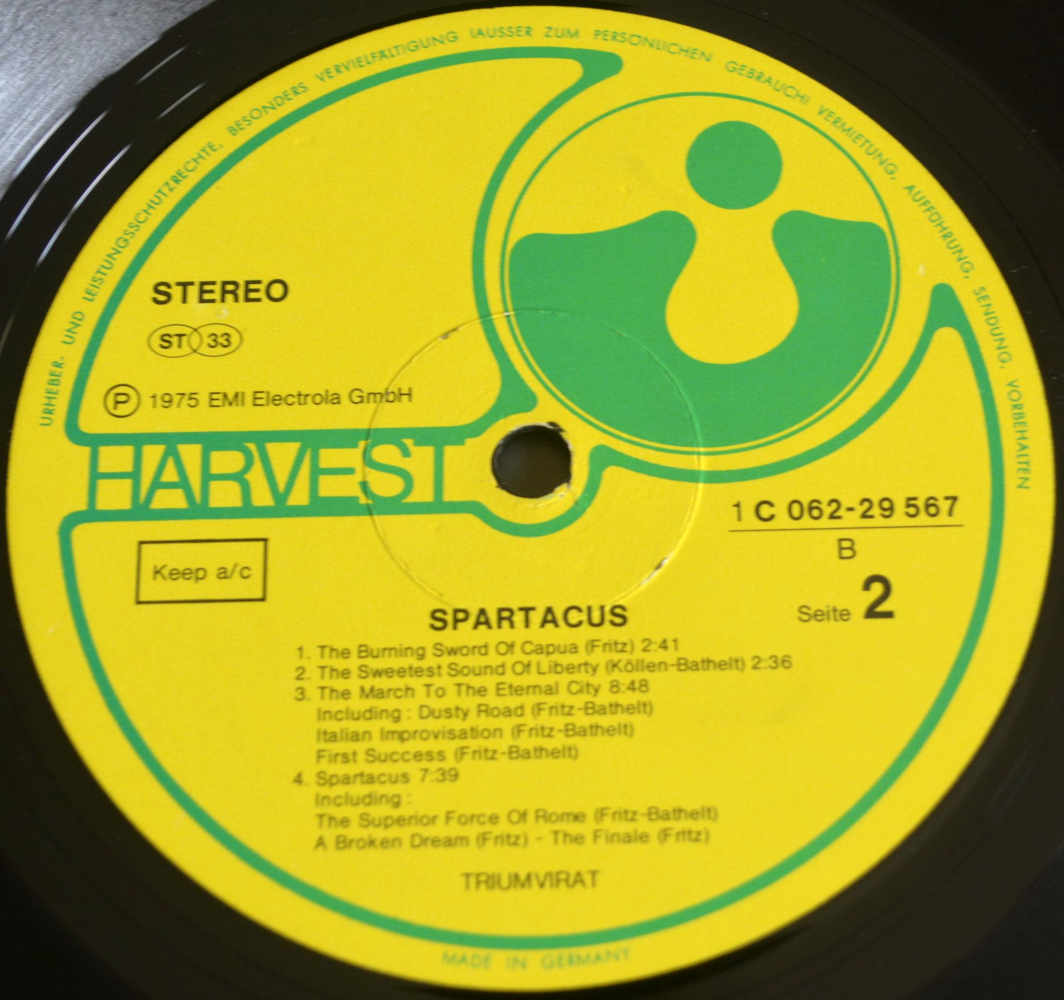 URHEBER- UND LEISTUNGSSCHUTZRECHTE, BESONDERS VERVIELFÄLTIGUNG (AUSSER ZUM PERSÖNLICHEN GEBRAUCH) VERMIETUNG, AUFFÜHRUNG, SENDUNG, VORBEHALTEN
STEREO
ST 33
Ⓟ 1975 EMI Electrola GmbH
HARVEST
1 C 062-29 567
B
Keep a/c
Seite 2
SPARTACUS
1. The Burning Sword Of Capua (Fritz) 2:41
2. The Sweetest Sound Of Liberty (Köllen-Bathelt) 2:36
3. The March To The Eternal City 8:48
Including : Dusty Road (Fritz-Bathelt)
Italian Improvisation (Fritz-Bathelt)
First Success (Fritz-Bathelt)
4. Spartacus 7:39
Including :
The Superior Force Of Rome (Fritz-Bathelt)
A Broken Dream (Fritz) - The Finale (Fritz)
TRIUMVIRAT
MADE IN GERMANY